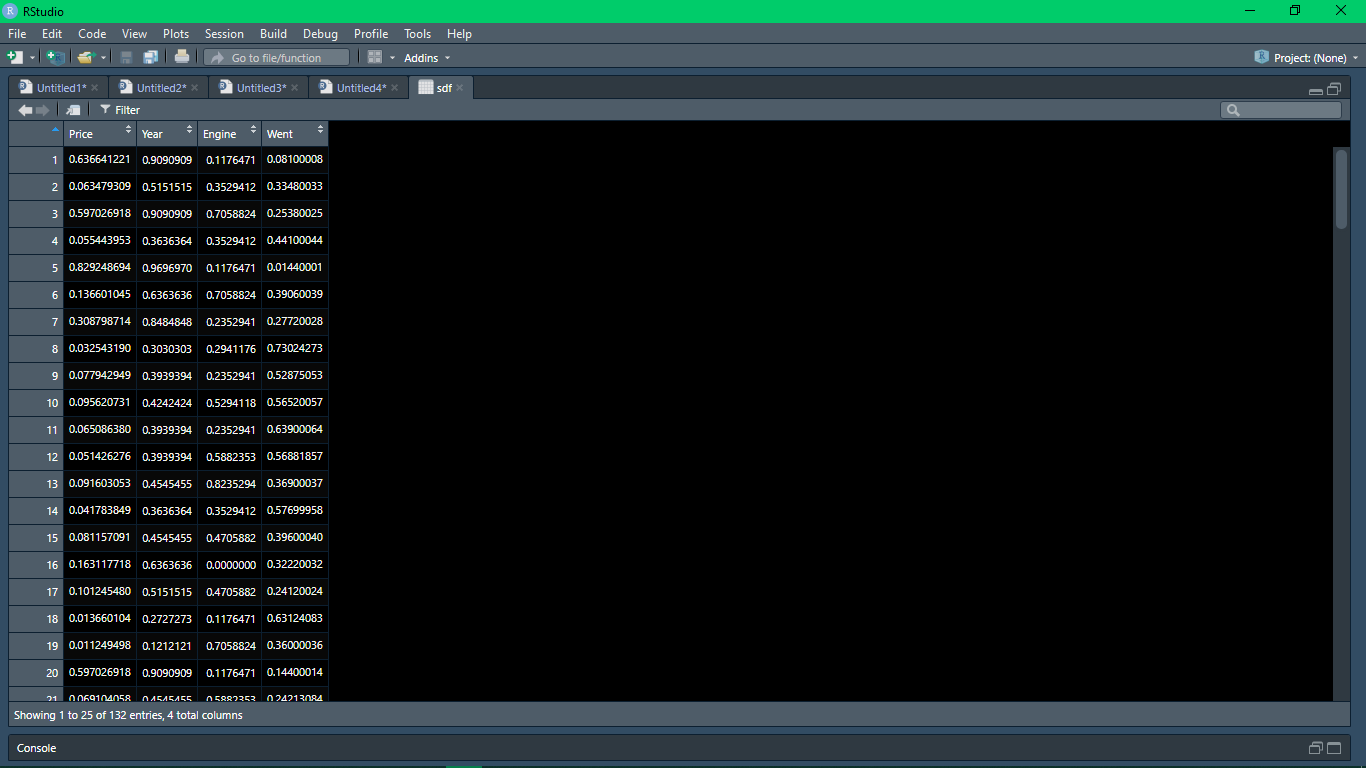 RStudio
File Edit Code View Plots Session Build Debug Profile Tools Help
Go to file/function Addins Project: (None)
Untitled1* Untitled2* Untitled3* Untitled4* sdf
Filter
Price Year Engine Went
1 0.636641221 0.9090909 0.1176471 0.08100008
2 0.063479309 0.5151515 0.3529412 0.33480033
3 0.597026918 0.9090909 0.7058824 0.25380025
4 0.055443953 0.3636364 0.3529412 0.44100044
5 0.829248694 0.9696970 0.1176471 0.01440001
6 0.136601045 0.6363636 0.7058824 0.39060039
7 0.308798714 0.8484848 0.2352941 0.27720028
8 0.032543190 0.3030303 0.2941176 0.73024273
9 0.077942949 0.3939394 0.2352941 0.52875053
10 0.095620731 0.4242424 0.5294118 0.56520057
11 0.065086380 0.3939394 0.2352941 0.63900064
12 0.051426276 0.3939394 0.5882353 0.56881857
13 0.091603053 0.4545455 0.8235294 0.36900037
14 0.041783849 0.3636364 0.3529412 0.57699958
15 0.081157091 0.4545455 0.4705882 0.39600040
16 0.163117718 0.6363636 0.0000000 0.32220032
17 0.101245480 0.5151515 0.4705882 0.24120024
18 0.013660104 0.2727273 0.1176471 0.63124083
19 0.011249498 0.1212121 0.7058824 0.36000036
20 0.597026918 0.9090909 0.1176471 0.14400014
21 0.069104058 0.4545455 0.5882353 0.24213084
Showing 1 to 25 of 132 entries, 4 total columns
Console